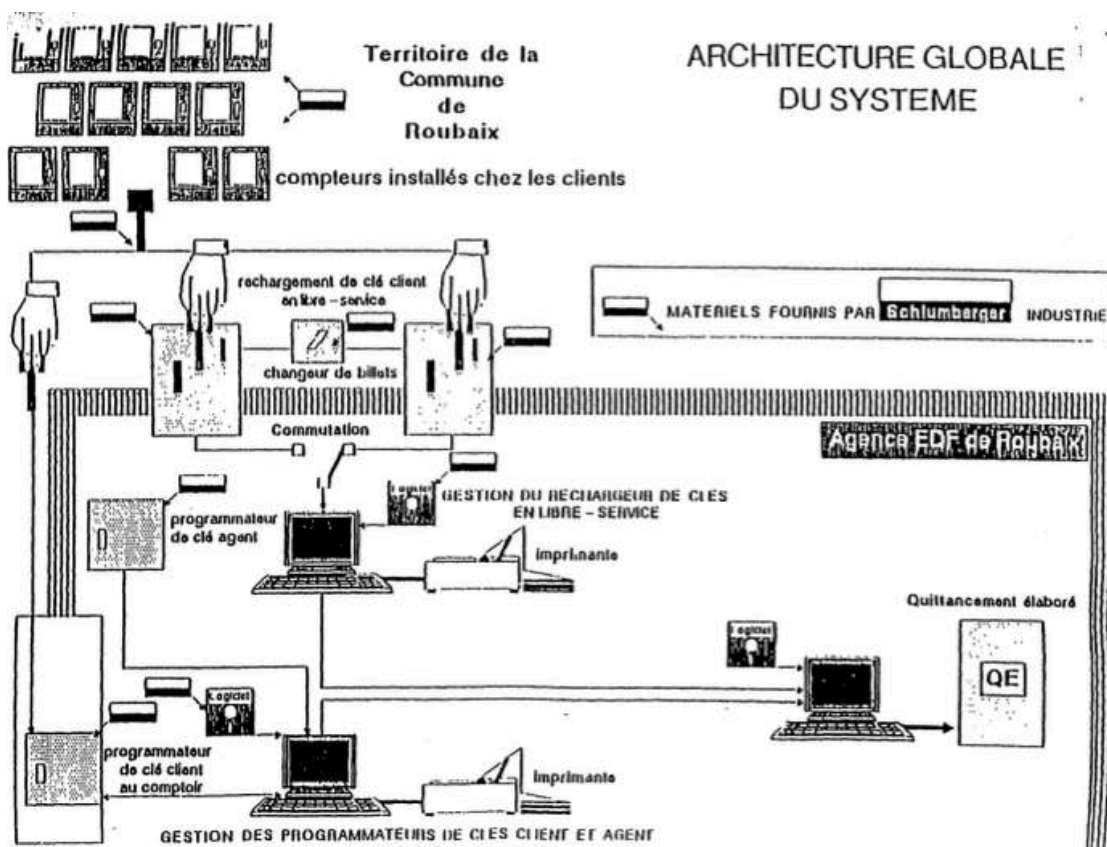 Territoire de la
Commune
de
Roubaix
ARCHITECTURE GLOBALE
DU SYSTEME
compteurs installés chez les clients
rechargement de clé client
en libre-service
changeur de billets
MATERIELS FOURNIS PAR Schlumberger INDUSTRIE
Commutation
Agence EDF de Roubaix
Logiciel
GESTION DU RECHARGEUR DE CLES
EN LIBRE-SERVICE
programmateur
de clé agent
imprimante
Quittancement élaboré
Logiciel
QE
Logiciel
programmateur
de clé client
au comptoir
imprimante
GESTION DES PROGRAMMATEURS DE CLES CLIENT ET AGENT